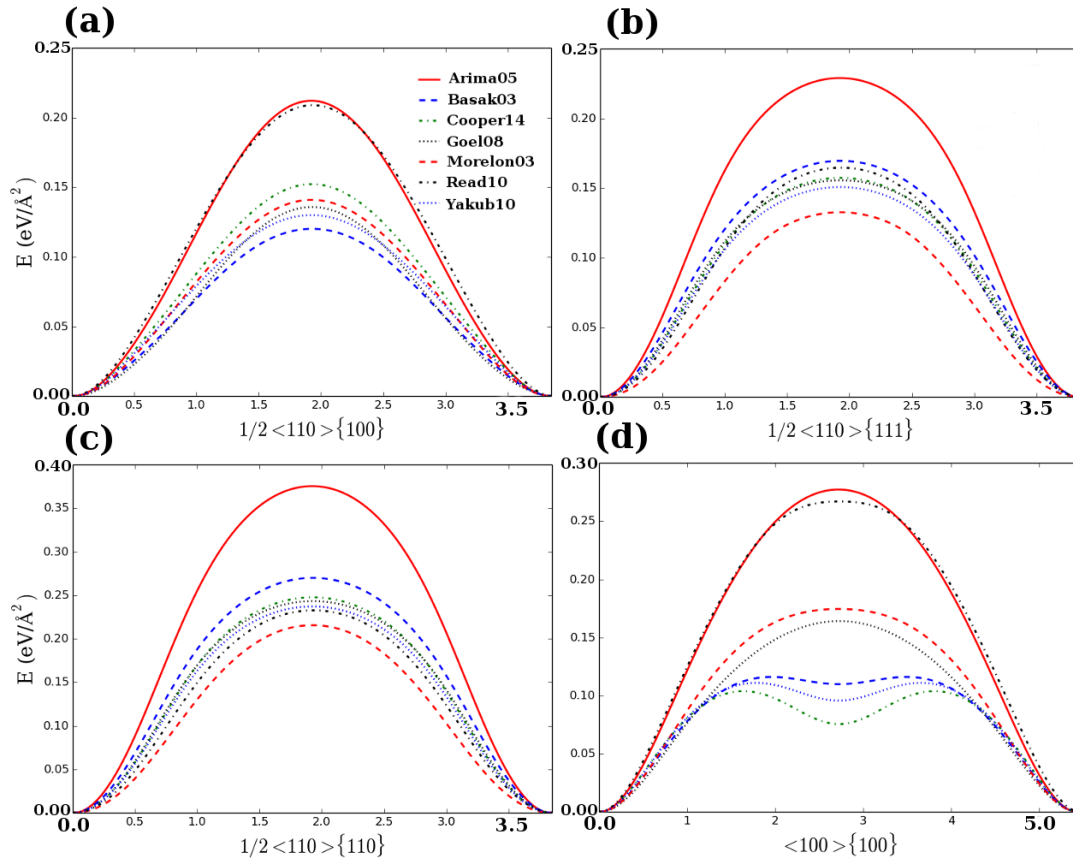 (a)
0.25
0.20
0.15
0.10
0.05
0.00
E (eV/Å²)
0.0 0.5 1.0 1.5 2.0 2.5 3.0 3.5
1/2 <110>{100}
Arima05
Basak03
Cooper14
Goel08
Morelon03
Read10
Yakub10
(b)
0.25
0.20
0.15
0.10
0.05
0.00
0.0 0.5 1.0 1.5 2.0 2.5 3.0 3.5
1/2 <110>{111}
(c)
0.40
0.35
0.30
0.25
0.20
0.15
0.10
0.05
0.00
E (eV/Å²)
0.0 0.5 1.0 1.5 2.0 2.5 3.0 3.5
1/2 <110>{110}
(d)
0.30
0.25
0.20
0.15
0.10
0.05
0.00
0.0 1 2 3 4 5.0
<100>{100}